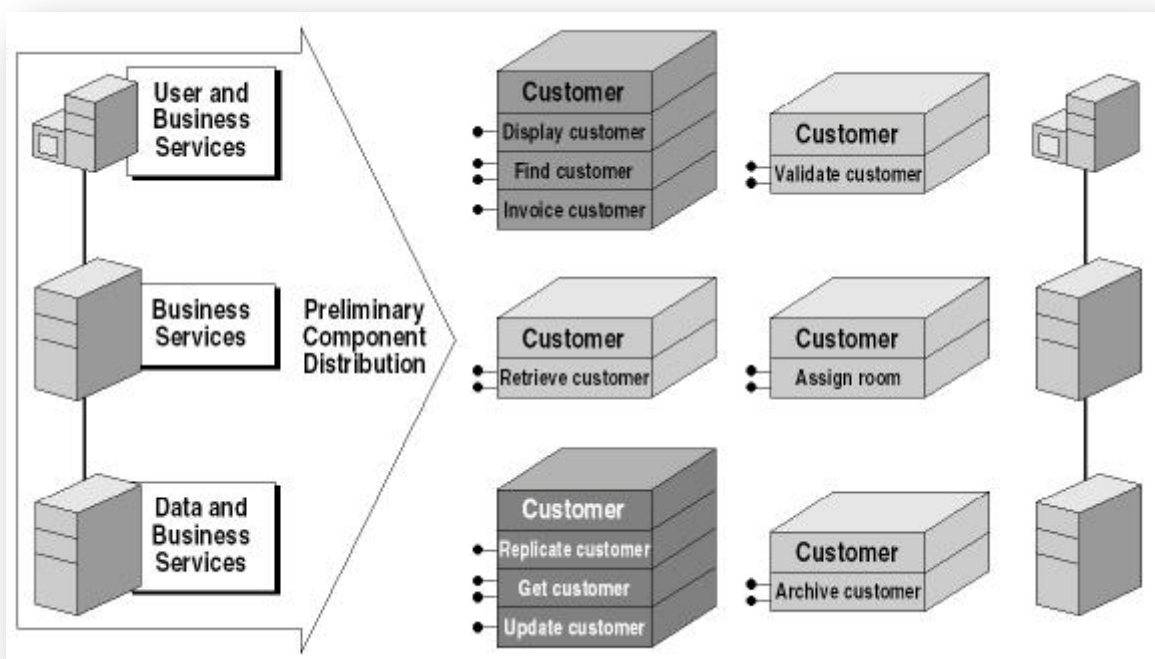 User and
Business
Services
Business
Services
Data and
Business
Services
Preliminary
Component
Distribution
Customer
Display customer
Find customer
Invoice customer
Customer
Validate customer
Customer
Retrieve customer
Customer
Assign room
Customer
Replicate customer
Get customer
Update customer
Customer
Archive customer